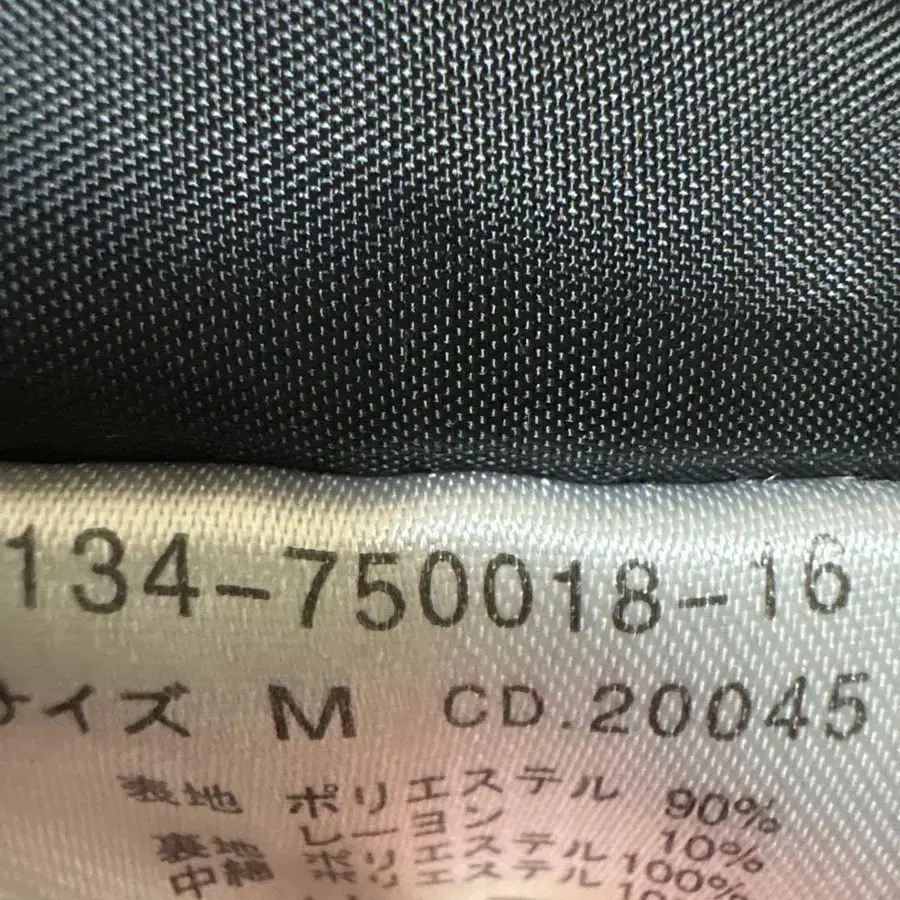 134-750018-16
サイズ M CD.20045
表地 ポリエステル 90%
レーヨン 10%
裏地 ポリエステル 100%
中綿 ポリエステル